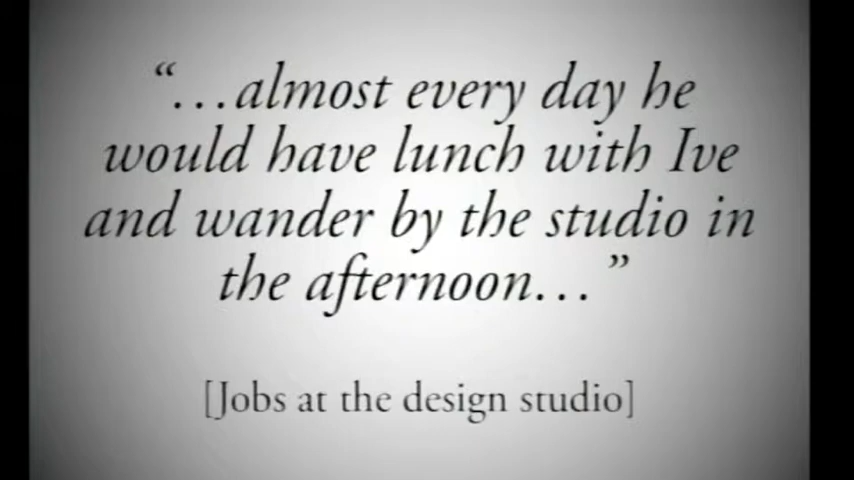 “…almost every day he
would have lunch with Ive
and wander by the studio in
the afternoon… ”
[Jobs at the design studio]